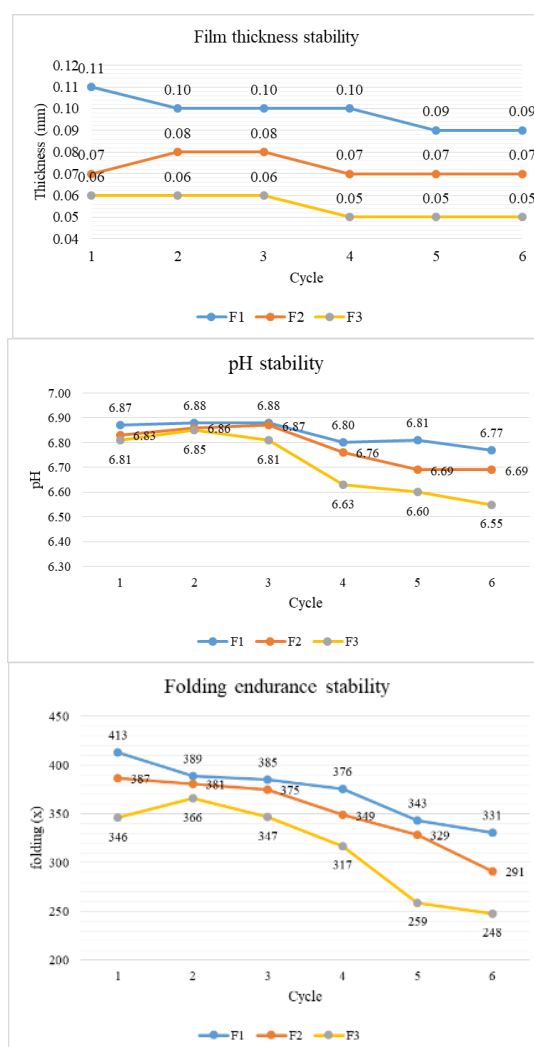 Film thickness stability
0.12
0.11
0.10
0.09
0.08
0.07
0.06
0.05
0.04
Thickness (mm)
0.11 0.10 0.10 0.10 0.09 0.09
0.07 0.08 0.08 0.07 0.07 0.07
0.06 0.06 0.06 0.05 0.05 0.05
1 2 3 4 5 6
Cycle
F1 F2 F3
pH stability
7.00
6.90
6.80
6.70
6.60
6.50
6.40
6.30
pH
6.87 6.88 6.88 6.80 6.81 6.77
6.83 6.86 6.87 6.76 6.69 6.69
6.81 6.85 6.81 6.63 6.60 6.55
1 2 3 4 5 6
Cycle
F1 F2 F3
Folding endurance stability
450
400
350
300
250
200
folding (x)
413 389 385 376 343 331
387 381 375 349 329 291
346 366 347 317 259 248
1 2 3 4 5 6
Cycle
F1 F2 F3